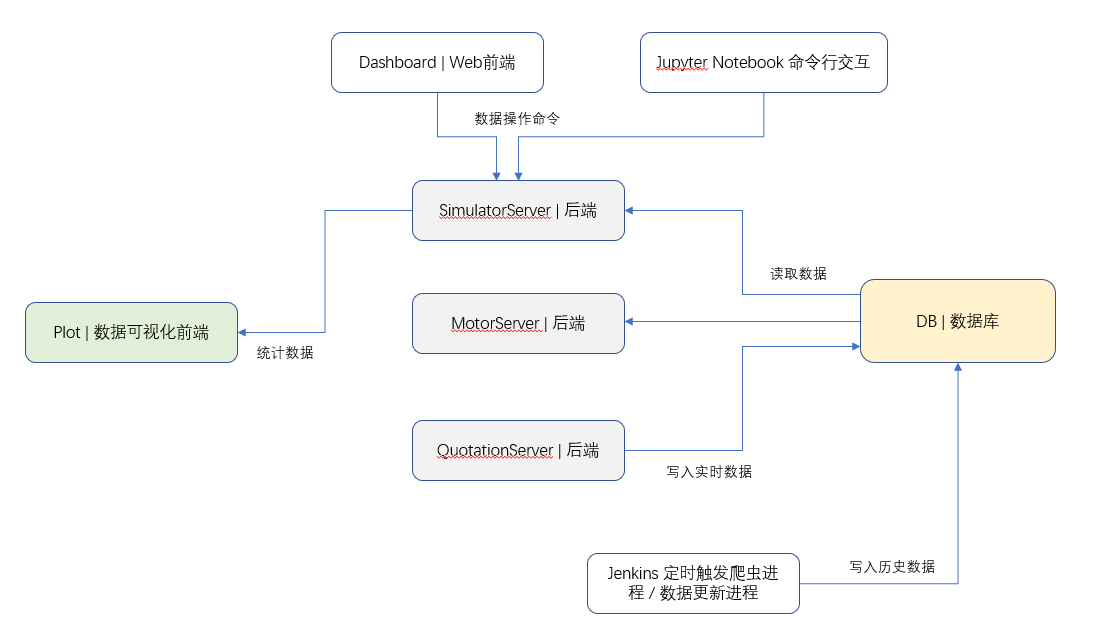 Dashboard | Web前端
Jupyter Notebook 命令行交互
数据操作命令
SimulatorServer | 后端
读取数据
MotorServer | 后端
DB | 数据库
Plot | 数据可视化前端
统计数据
QuotationServer | 后端
写入实时数据
Jenkins 定时触发爬虫进
程 / 数据更新进程
写入历史数据